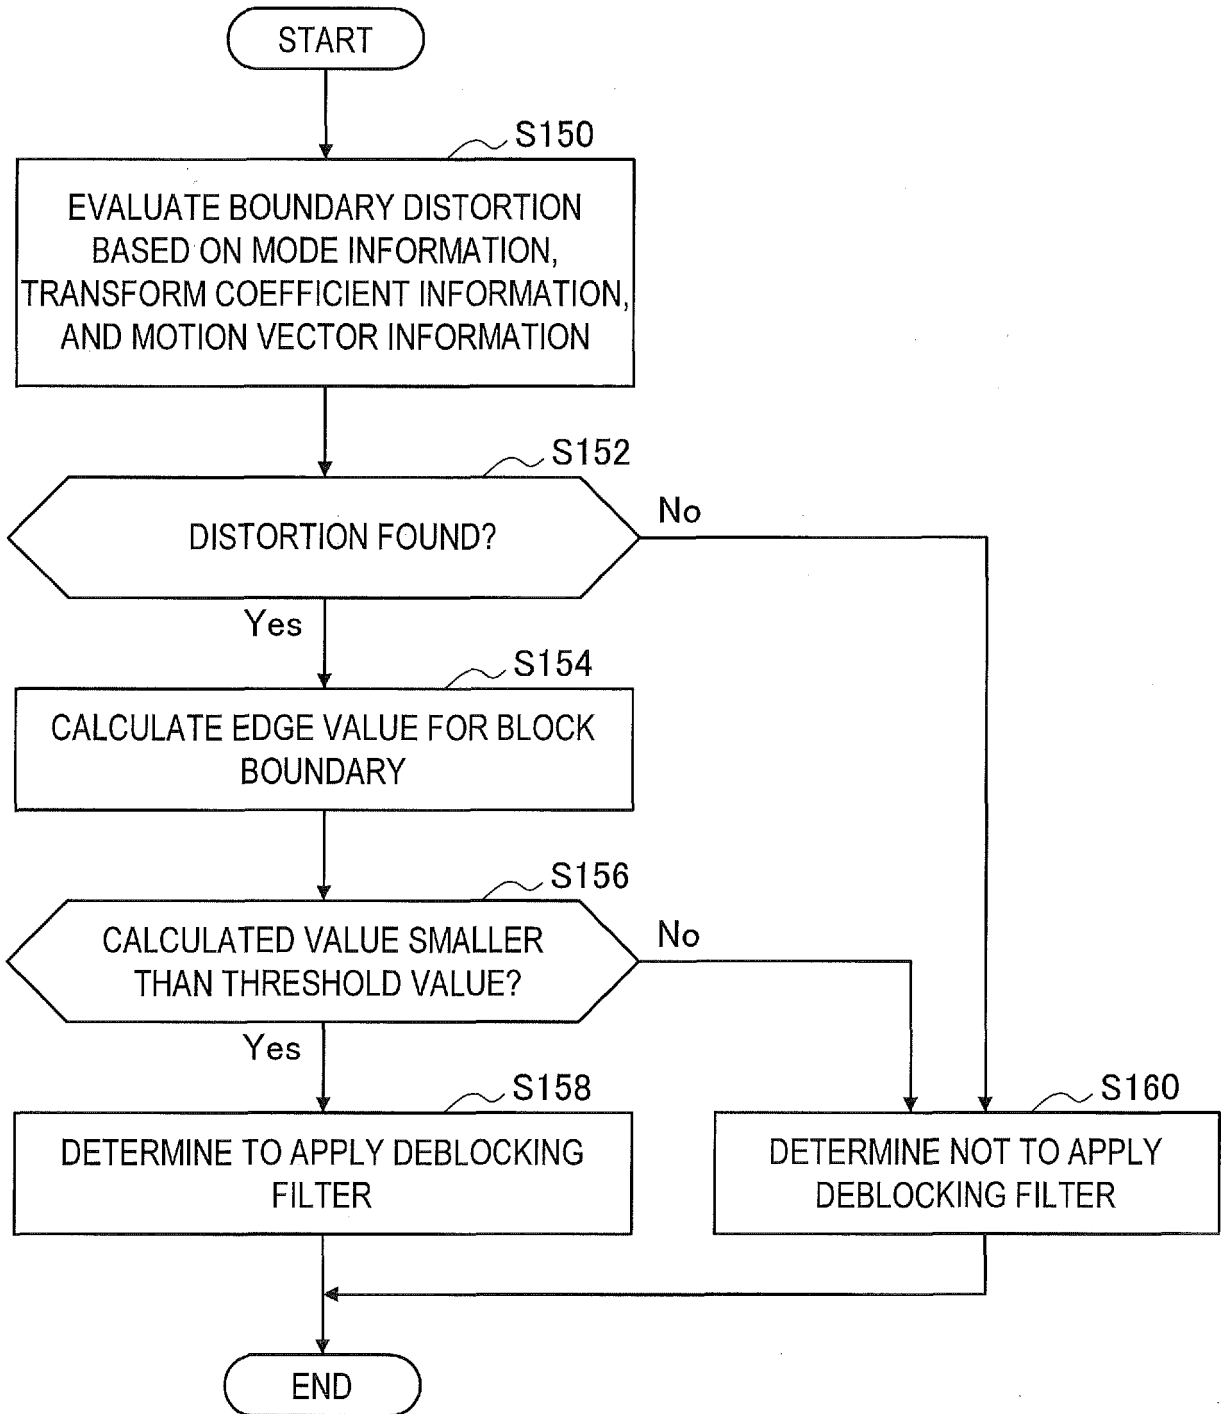 START
S150
EVALUATE BOUNDARY DISTORTION
BASED ON MODE INFORMATION,
TRANSFORM COEFFICIENT INFORMATION,
AND MOTION VECTOR INFORMATION
S152
DISTORTION FOUND?
No
Yes
S154
CALCULATE EDGE VALUE FOR BLOCK
BOUNDARY
S156
CALCULATED VALUE SMALLER
THAN THRESHOLD VALUE?
No
Yes
S158
DETERMINE TO APPLY DEBLOCKING
FILTER
S160
DETERMINE NOT TO APPLY
DEBLOCKING FILTER
END